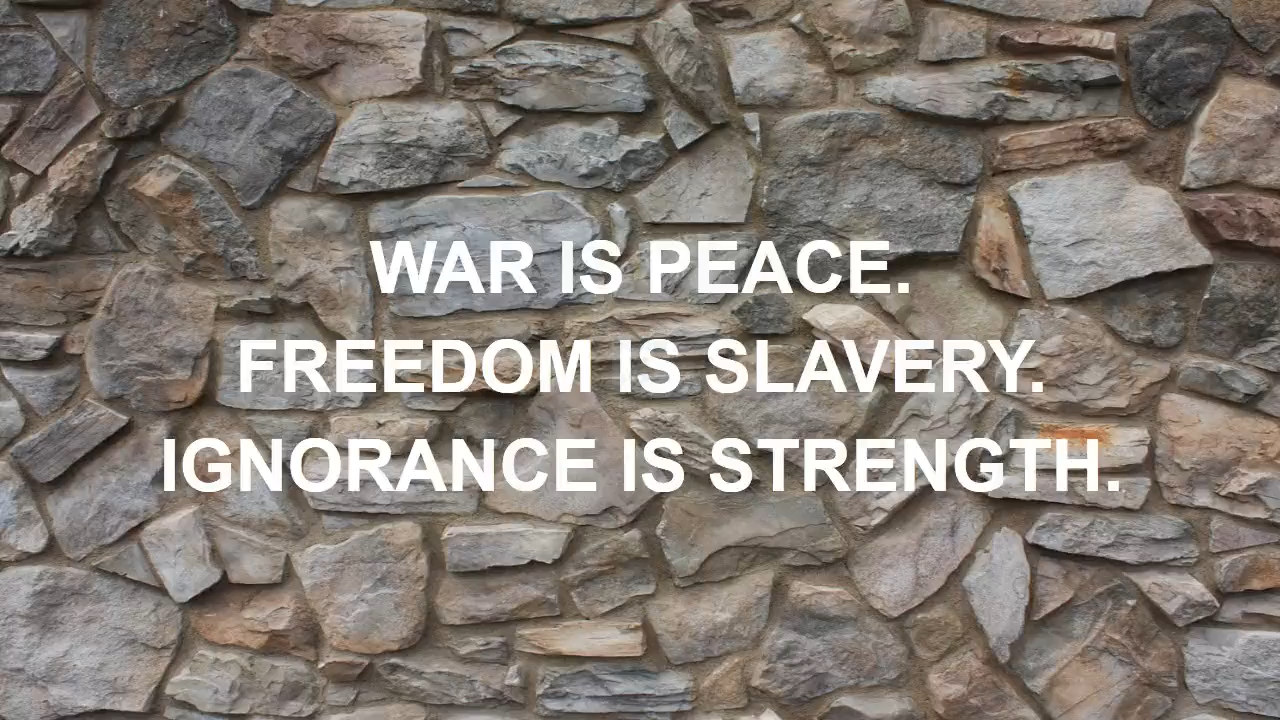 WAR IS PEACE.
FREEDOM IS SLAVERY.
IGNORANCE IS STRENGTH.